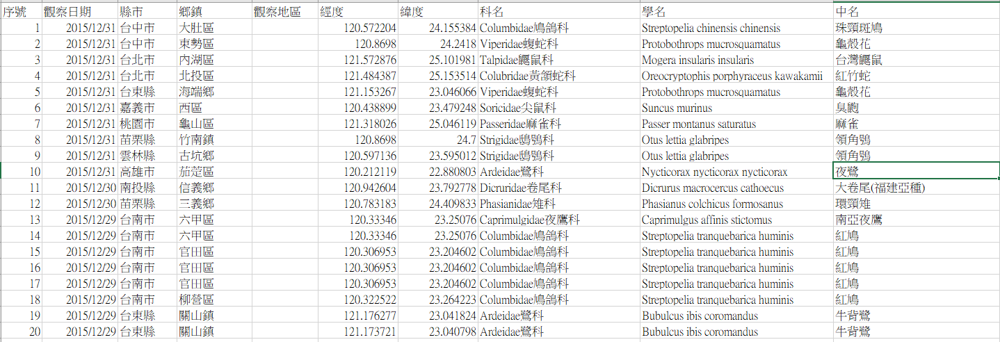 序號 觀察日期 縣市 鄉鎮 觀察地區 經度 緯度 科名 學名 中名
1 2015/12/31 台中市 大肚區 120.572204 24.155384 Columbidae鳩鴿科 Streptopelia chinensis chinensis 珠頸斑鳩
2 2015/12/31 台中市 東勢區 120.8698 24.2418 Viperidae蝮蛇科 Protobothrops mucrosquamatus 龜殼花
3 2015/12/31 台北市 內湖區 121.572876 25.101981 Talpidae鼴鼠科 Mogera insularis insularis 台灣鼴鼠
4 2015/12/31 台北市 北投區 121.484387 25.153514 Colubridae黃頷蛇科 Oreocryptophis porphyraceus kawakamii 紅竹蛇
5 2015/12/31 台東縣 海端鄉 121.153267 23.046066 Viperidae蝮蛇科 Protobothrops mucrosquamatus 龜殼花
6 2015/12/31 嘉義市 西區 120.438899 23.479248 Soricidae尖鼠科 Suncus murinus 臭鼩
7 2015/12/31 桃園市 龜山區 121.318026 25.046119 Passeridae麻雀科 Passer montanus saturatus 麻雀
8 2015/12/31 苗栗縣 竹南鎮 120.8698 24.7 Strigidae鴟鴞科 Otus lettia glabripes 領角鴞
9 2015/12/31 雲林縣 古坑鄉 120.597136 23.595012 Strigidae鴟鴞科 Otus lettia glabripes 領角鴞
10 2015/12/31 高雄市 茄萣區 120.212119 22.880803 Ardeidae鷺科 Nycticorax nycticorax nycticorax 夜鷺
11 2015/12/30 南投縣 信義鄉 120.942604 23.792778 Dicruridae卷尾科 Dicrurus macrocercus cathoecus 大卷尾(福建亞種)
12 2015/12/30 苗栗縣 三義鄉 120.783183 24.409833 Phasianidae雉科 Phasianus colchicus formosanus 環頸雉
13 2015/12/29 台南市 六甲區 120.33346 23.25076 Caprimulgidae夜鷹科 Caprimulgus affinis stictomus 南亞夜鷹
14 2015/12/29 台南市 六甲區 120.33346 23.25076 Columbidae鳩鴿科 Streptopelia tranquebarica huminis 紅鳩
15 2015/12/29 台南市 官田區 120.306953 23.204602 Columbidae鳩鴿科 Streptopelia tranquebarica huminis 紅鳩
16 2015/12/29 台南市 官田區 120.306953 23.204602 Columbidae鳩鴿科 Streptopelia tranquebarica huminis 紅鳩
17 2015/12/29 台南市 官田區 120.306953 23.204602 Columbidae鳩鴿科 Streptopelia tranquebarica huminis 紅鳩
18 2015/12/29 台南市 柳營區 120.322522 23.264223 Columbidae鳩鴿科 Streptopelia tranquebarica huminis 紅鳩
19 2015/12/29 台東縣 關山鎮 121.176277 23.041824 Ardeidae鷺科 Bubulcus ibis coromandus 牛背鷺
20 2015/12/29 台東縣 關山鎮 121.173721 23.040798 Ardeidae鷺科 Bubulcus ibis coromandus 牛背鷺